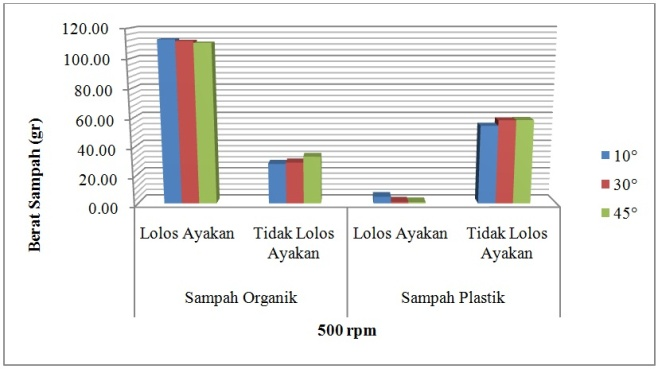 120.00
100.00
80.00
60.00
40.00
20.00
0.00
Berat Sampah (gr)
Lolos Ayakan
Tidak Lolos
Ayakan
Lolos Ayakan
Tidak Lolos
Ayakan
Sampah Organik
Sampah Plastik
500 rpm
10°
30°
45°